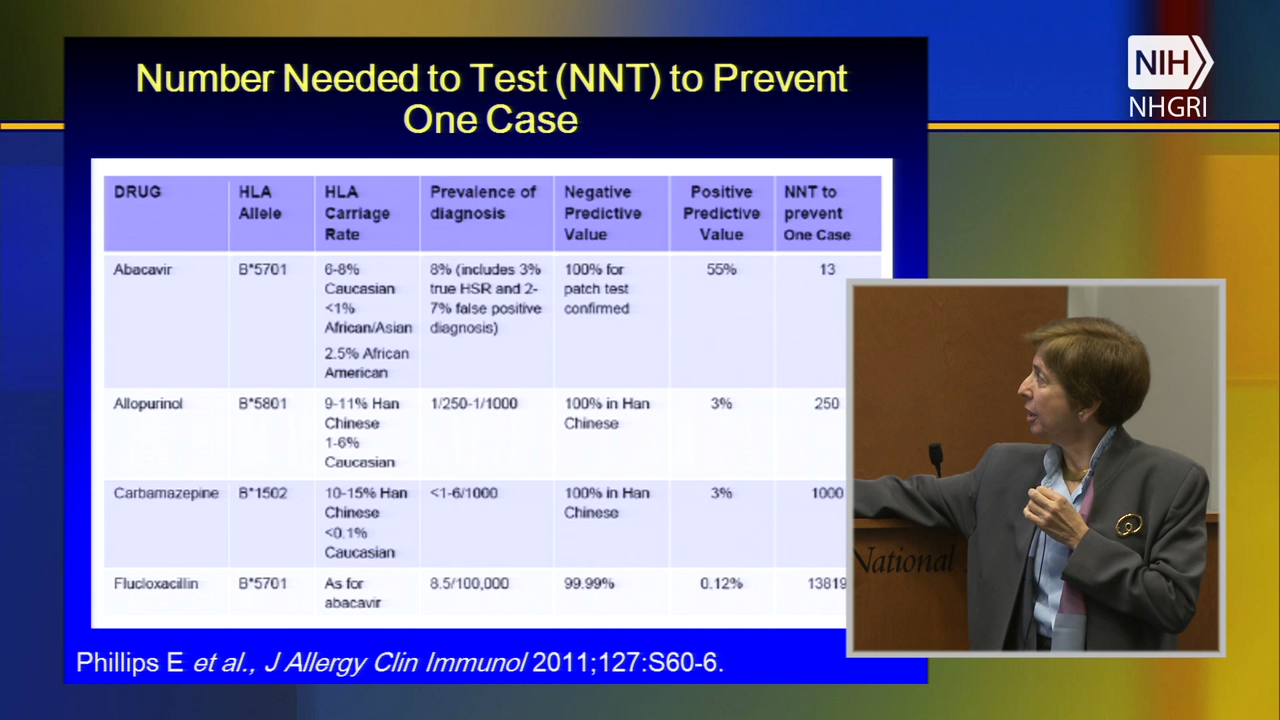 NIH
NHGRI
Number Needed to Test (NNT) to Prevent
One Case
DRUG
HLA
Allele
HLA
Carriage
Rate
Prevalence of
diagnosis
Negative
Predictive
Value
Positive
Predictive
Value
NNT to
prevent
One Case
Abacavir
B*5701
6-8%
Caucasian
<1%
African/Asian
2.5% African
American
8% (includes 3%
true HSR and 2-
7% false positive
diagnosis)
100% for
patch test
confirmed
55%
13
Allopurinol
B*5801
9-11% Han
Chinese
1-6%
Caucasian
1/250-1/1000
100% in Han
Chinese
3%
250
Carbamazepine
B*1502
10-15% Han
Chinese
<0.1%
Caucasian
<1-6/1000
100% in Han
Chinese
3%
1000
Flucloxacillin
B*5701
As for
abacavir
8.5/100,000
99.99%
0.12%
13819
National
Phillips E et al., J Allergy Clin Immunol 2011;127:S60-6.